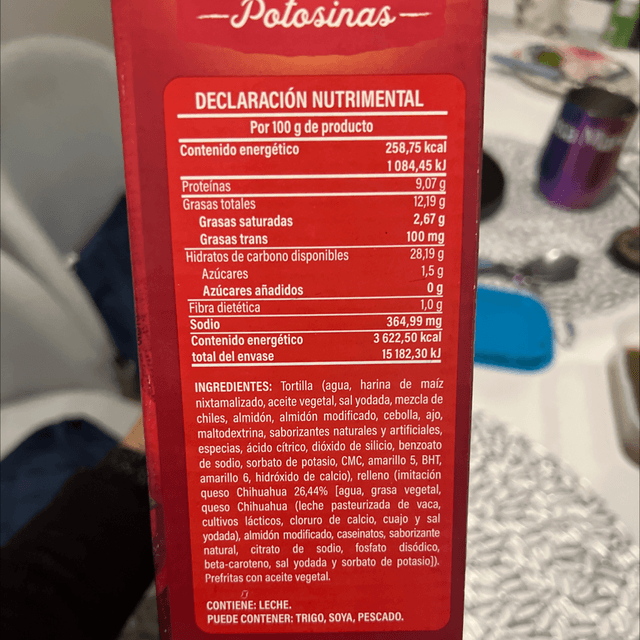 Potosinas
DECLARACIÓN NUTRIMENTAL
Por 100 g de producto
Contenido energético 258,75 kcal
1 084,45 kJ
Proteínas 9,07 g
Grasas totales 12,19 g
Grasas saturadas 2,67 g
Grasas trans 100 mg
Hidratos de carbono disponibles 28,19 g
Azúcares 1,5 g
Azúcares añadidos 0 g
Fibra dietética 1,0 g
Sodio 364,99 mg
Contenido energético 3 622,50 kcal
total del envase 15 182,30 kJ
INGREDIENTES: Tortilla (agua, harina de maíz
nixtamalizado, aceite vegetal, sal yodada, mezcla de
chiles, almidón, almidón modificado, cebolla, ajo,
maltodextrina, saborizantes naturales y artificiales,
especias, ácido cítrico, dióxido de silicio, benzoato
de sodio, sorbato de potasio, CMC, amarillo 5, BHT,
amarillo 6, hidróxido de calcio), relleno (imitación
queso Chihuahua 26,44% [agua, grasa vegetal,
queso Chihuahua (leche pasteurizada de vaca,
cultivos lácticos, cloruro de calcio, cuajo y sal
yodada), almidón modificado, caseinatos, saborizante
natural, citrato de sodio, fosfato disódico,
beta-caroteno, sal yodada y sorbato de potasio]).
Prefritas con aceite vegetal.
CONTIENE: LECHE.
PUEDE CONTENER: TRIGO, SOYA, PESCADO.